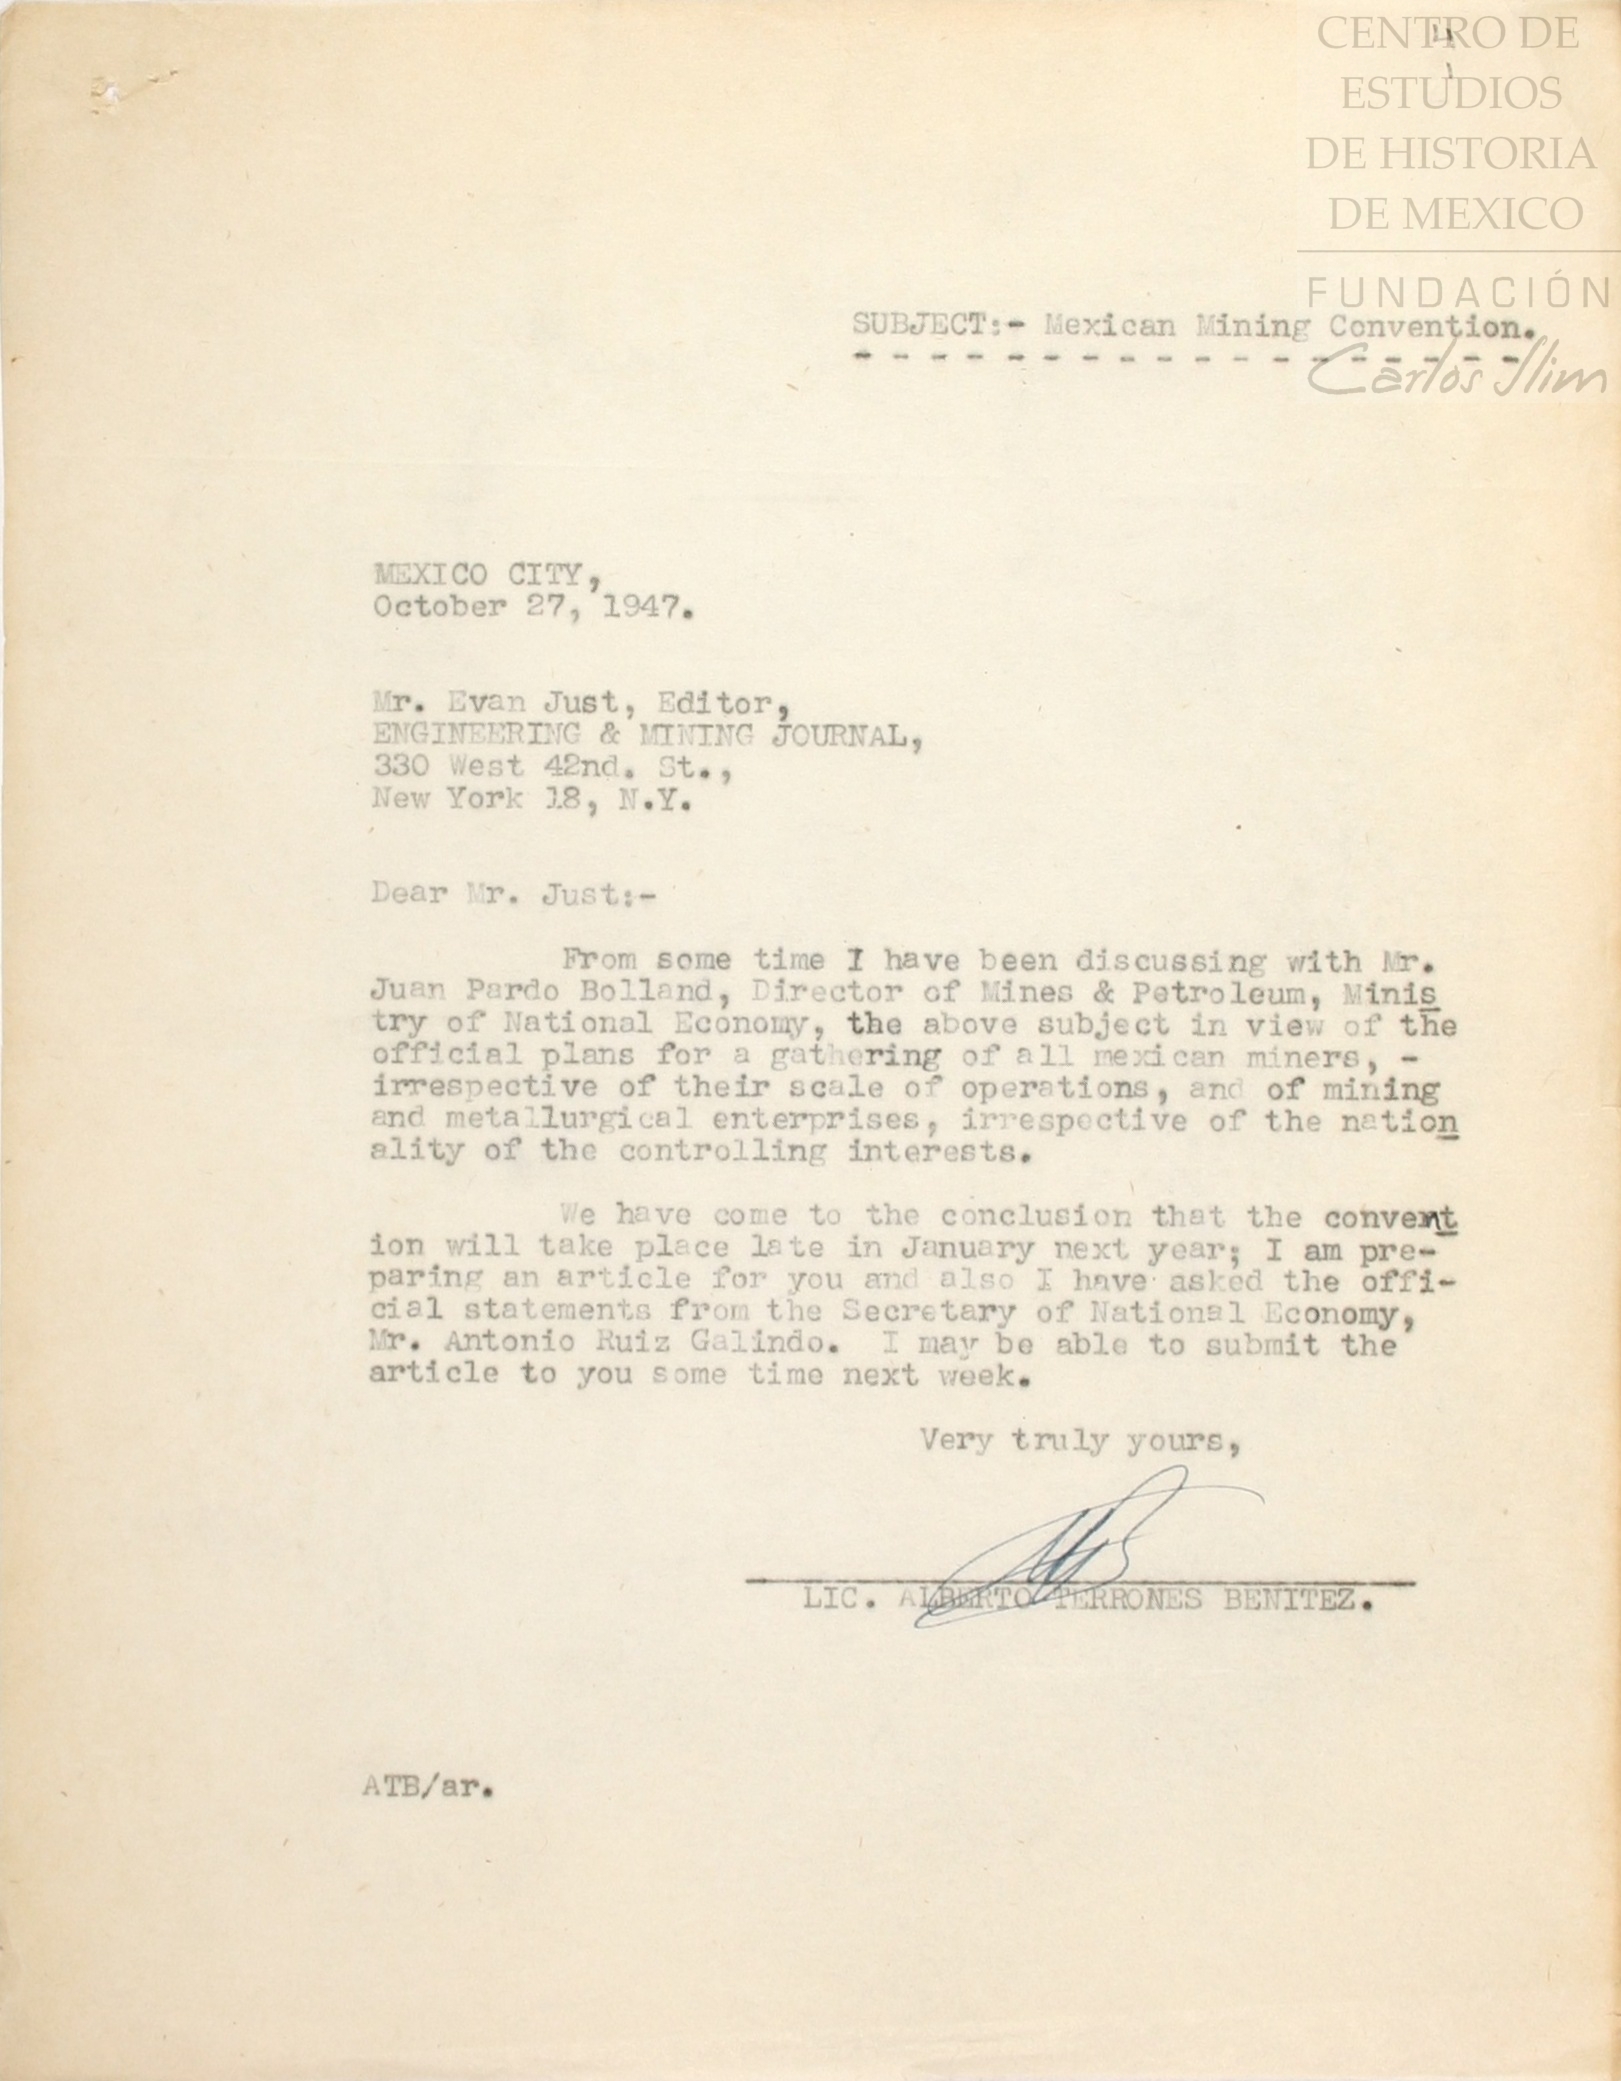 CENTRO DE
ESTUDIOS
DE HISTORIA
DE MEXICO
FUNDACIÓN
Carlos Slim
SUBJECT:- Mexican Mining Convention.
MEXICO CITY,
October 27, 1947.
Mr. Evan Just, Editor,
ENGINEERING & MINING JOURNAL,
330 West 42nd. St.,
New York 18, N.Y.
Dear Mr. Just:-
From some time I have been discussing with Mr.
Juan Pardo Bolland, Director of Mines & Petroleum, Minis
try of National Economy, the above subject in view of the
official plans for a gathering of all mexican miners, -
irrespective of their scale of operations, and of mining
and metallurgical enterprises, irrespective of the nation
ality of the controlling interests.
We have come to the conclusion that the convent
ion will take place late in January next year; I am pre-
paring an article for you and also I have asked the offi-
cial statements from the Secretary of National Economy,
Mr. Antonio Ruiz Galindo. I may be able to submit the
article to you some time next week.
Very truly yours,
LIC. ALBERTO TERRONES BENITEZ.
ATB/ar.